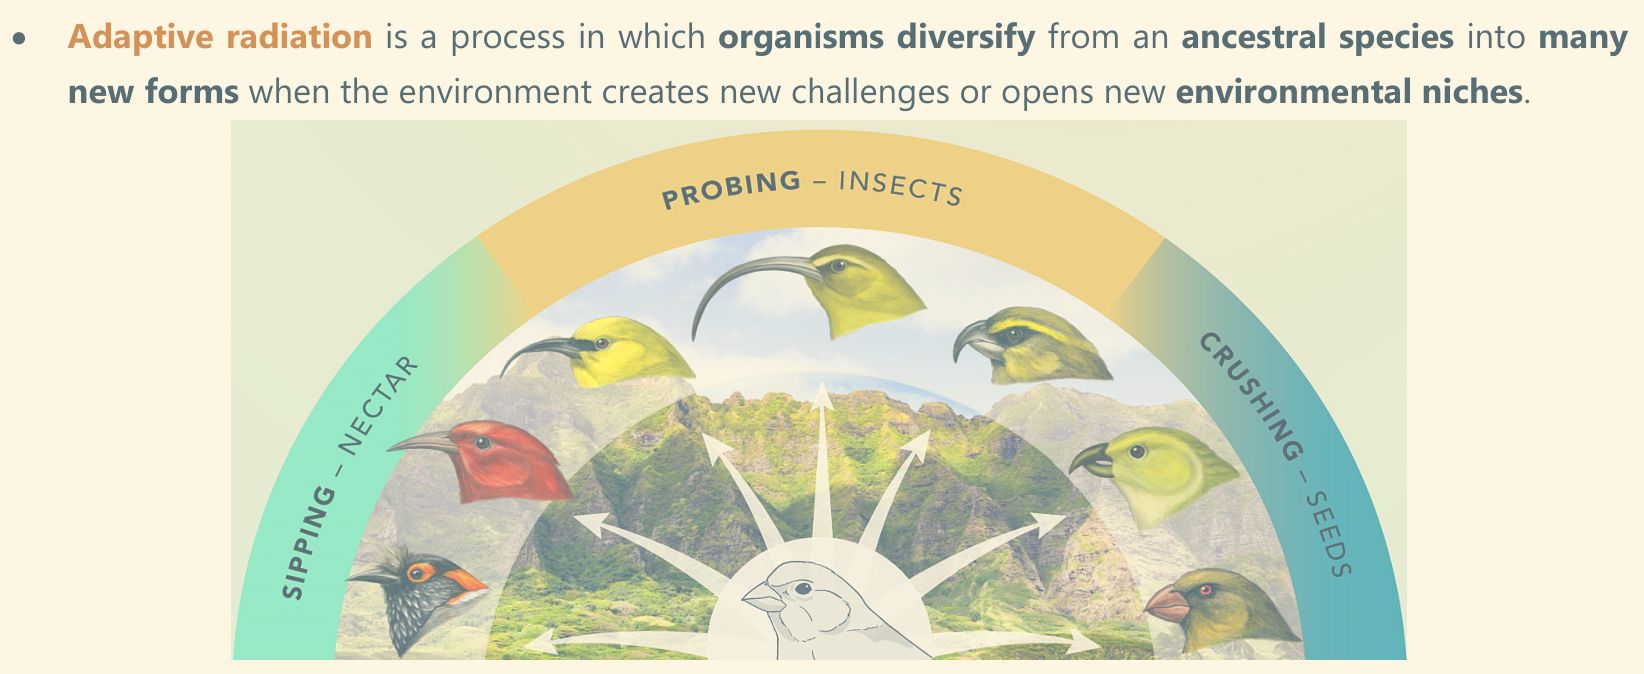 • Adaptive radiation is a process in which organisms diversify from an ancestral species into many
new forms when the environment creates new challenges or opens new environmental niches.
PROBING – INSECTS
SIPPING – NECTAR
CRUSHING – SEEDS